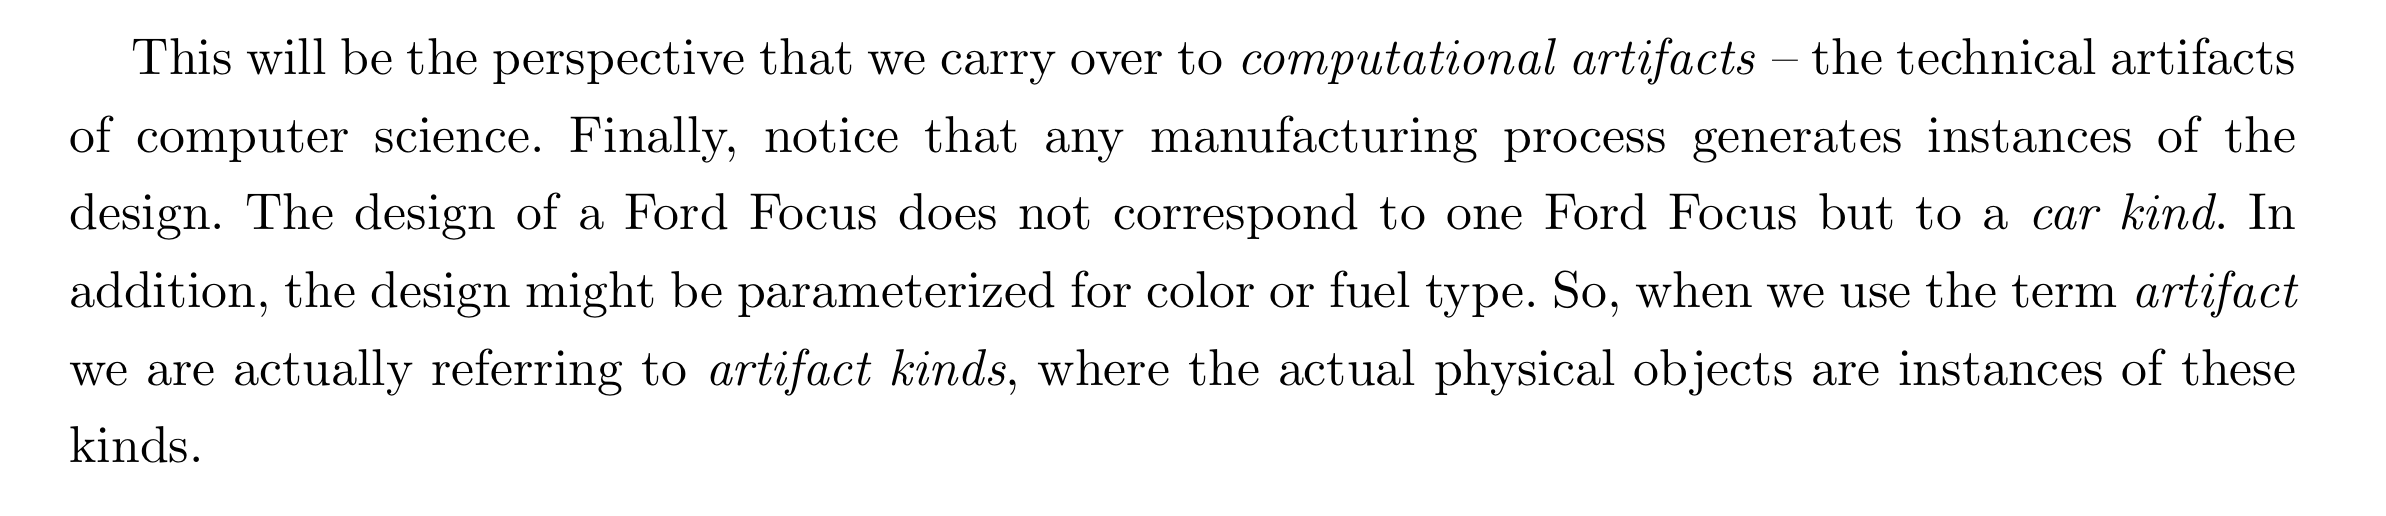 This will be the perspective that we carry over to computational artifacts – the technical artifacts
of computer science. Finally, notice that any manufacturing process generates instances of the
design. The design of a Ford Focus does not correspond to one Ford Focus but to a car kind. In
addition, the design might be parameterized for color or fuel type. So, when we use the term artifact
we are actually referring to artifact kinds, where the actual physical objects are instances of these
kinds.